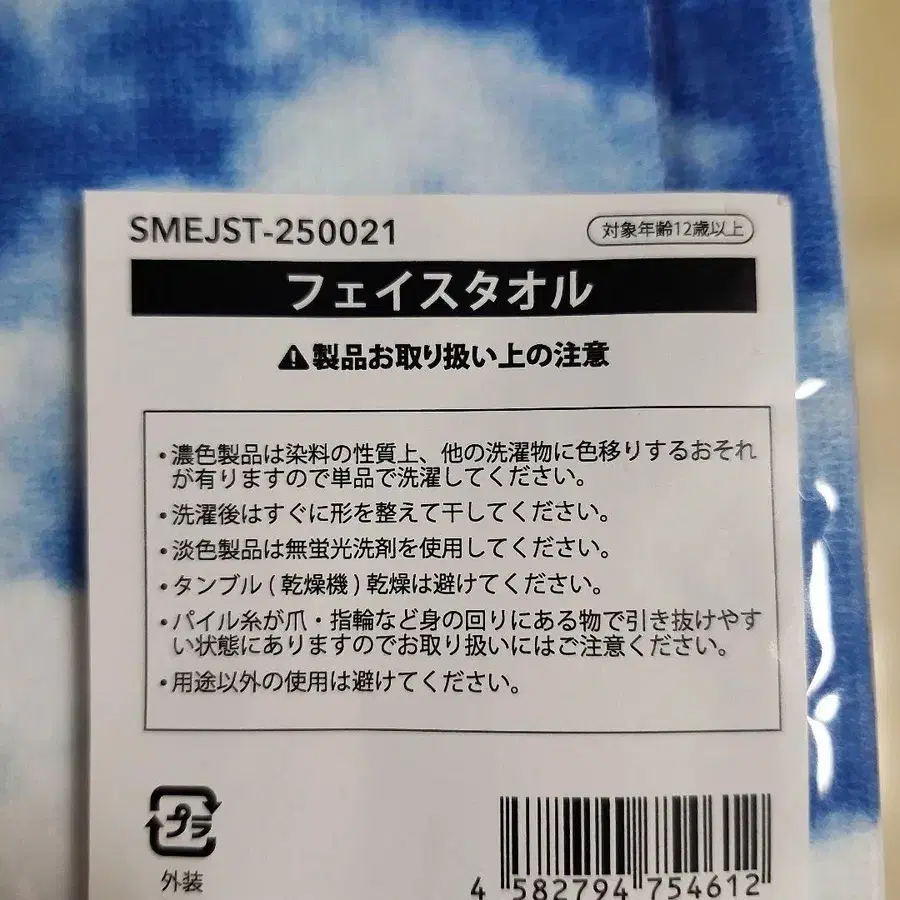 SMEJST-250021
対象年齢12歳以上
フェイスタオル
製品お取り扱い上の注意
・濃色製品は染料の性質上、他の洗濯物に色移りするおそれ
が有りますので単品で洗濯してください。
・洗濯後はすぐに形を整えて干してください。
・淡色製品は無蛍光洗剤を使用してください。
・タンブル(乾燥機)乾燥は避けてください。
・パイル糸が爪・指輪など身の回りにある物で引き抜けやす
い状態にありますのでお取り扱いにはご注意ください。
・用途以外の使用は避けてください。
プラ
外装
4 582794 754612